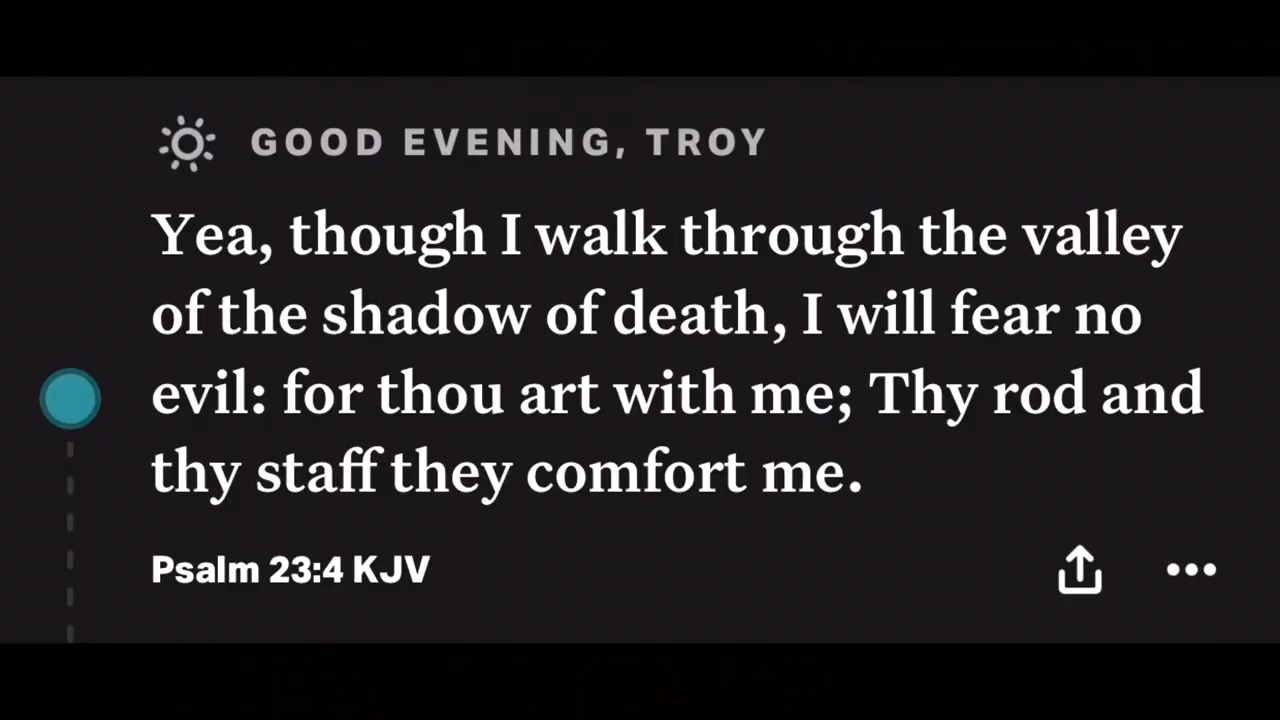 GOOD EVENING, TROY
Yea, though I walk through the valley
of the shadow of death, I will fear no
evil: for thou art with me; Thy rod and
thy staff they comfort me.
Psalm 23:4 KJV